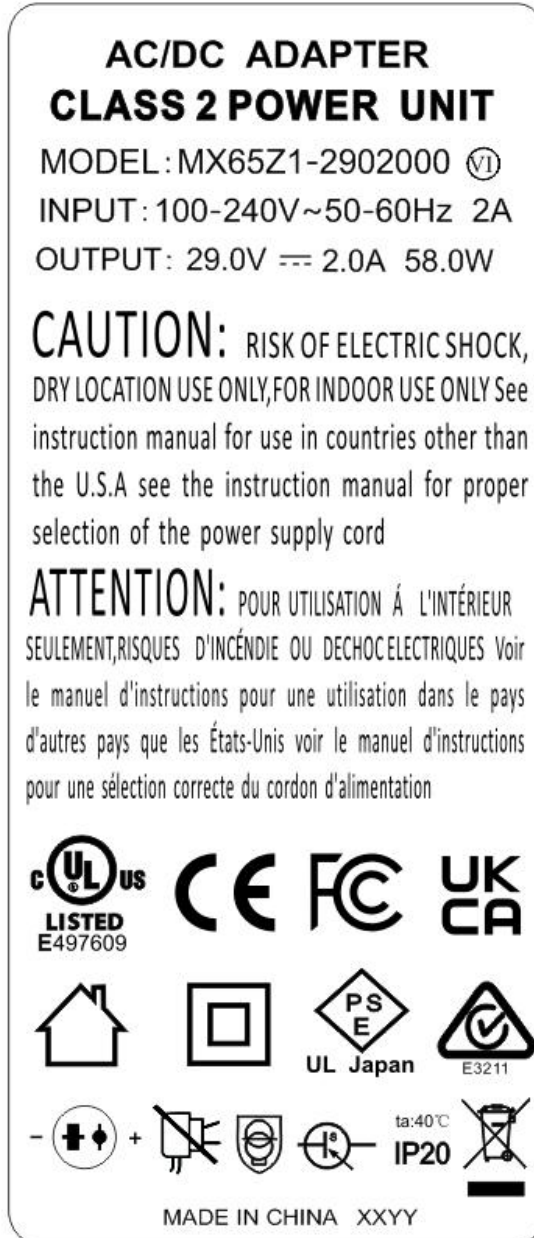 AC/DC ADAPTER
CLASS 2 POWER UNIT
MODEL: MX65Z1-2902000 VI
INPUT: 100-240V~50-60Hz 2A
OUTPUT: 29.0V ⎓ 2.0A 58.0W
CAUTION: RISK OF ELECTRIC SHOCK,
DRY LOCATION USE ONLY,FOR INDOOR USE ONLY See
instruction manual for use in countries other than
the U.S.A see the instruction manual for proper
selection of the power supply cord
ATTENTION: POUR UTILISATION Á L'INTÉRIEUR
SEULEMENT,RISQUES D'INCÉNDIE OU DECHOC ELECTRIQUES Voir
le manuel d'instructions pour une utilisation dans le pays
d'autres pays que les États-Unis voir le manuel d'instructions
pour une sélection correcte du cordon d'alimentation
C UL US CE FC UK
LISTED CA
E497609
PS
E
UL Japan
E3211
- + S ta:40℃
IP20
MADE IN CHINA XXYY